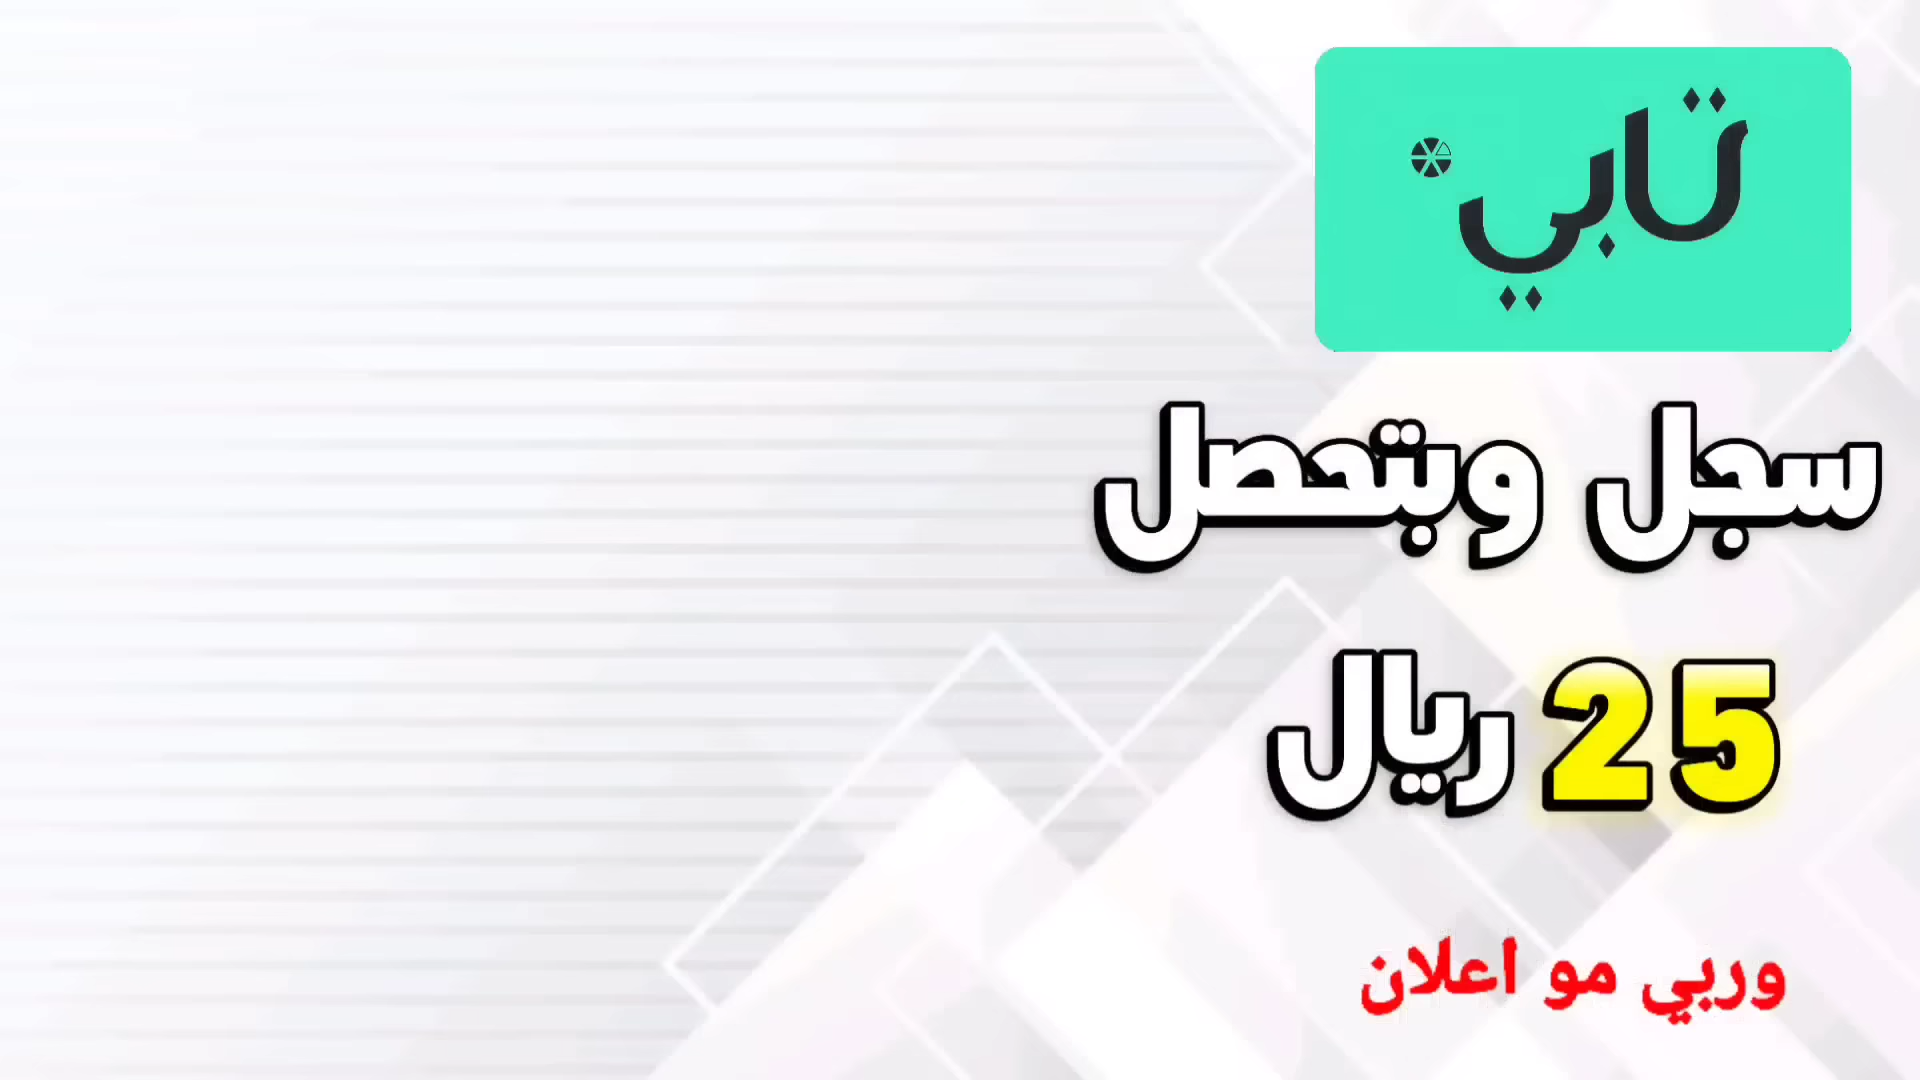 تابي
سجل وبتحصل
25 ريال
وربي مو اعلان